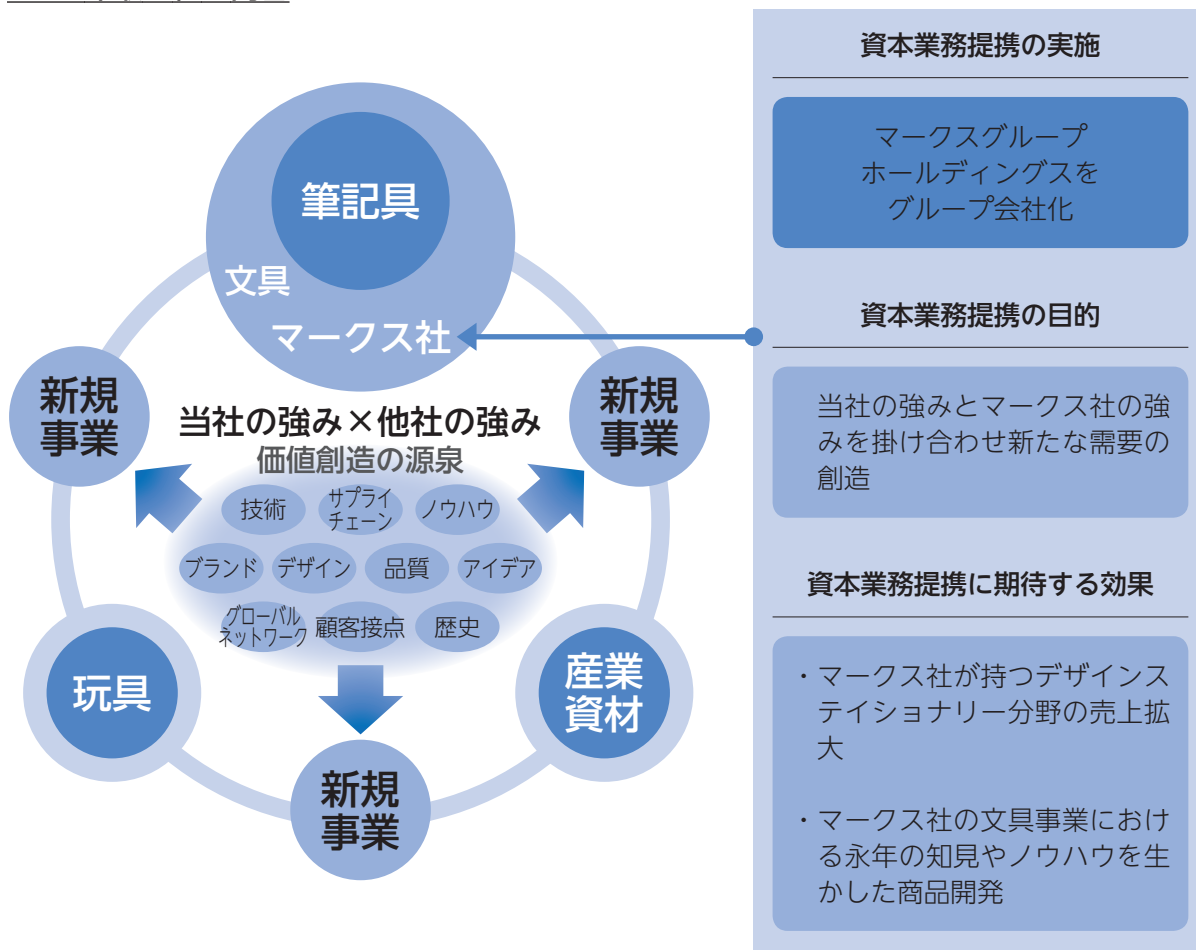 筆記具
文具
マークス社
新規
事業
新規
事業
当社の強み×他社の強み
価値創造の源泉
技術
サプライ
チェーン
ノウハウ
ブランド
デザイン
品質
アイデア
グローバル
ネットワーク
顧客接点
歴史
玩具
産業
資材
新規
事業
資本業務提携の実施
マークスグループ
ホールディングスを
グループ会社化
資本業務提携の目的
当社の強みとマークス社の強
みを掛け合わせ新たな需要の
創造
資本業務提携に期待する効果
・マークス社が持つデザインス
テイショナリー分野の売上拡
大
・マークス社の文具事業におけ
る永年の知見やノウハウを生
かした商品開発